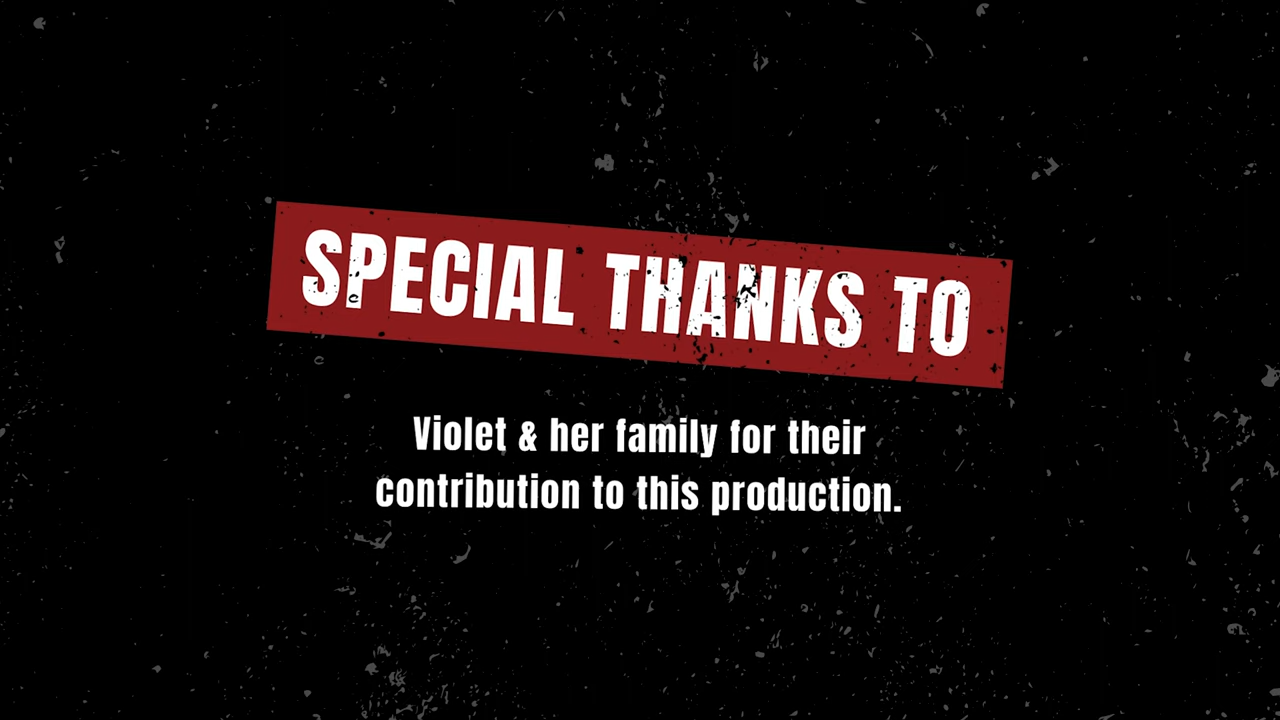 SPECIAL THANKS TO
Violet & her family for their
contribution to this production.